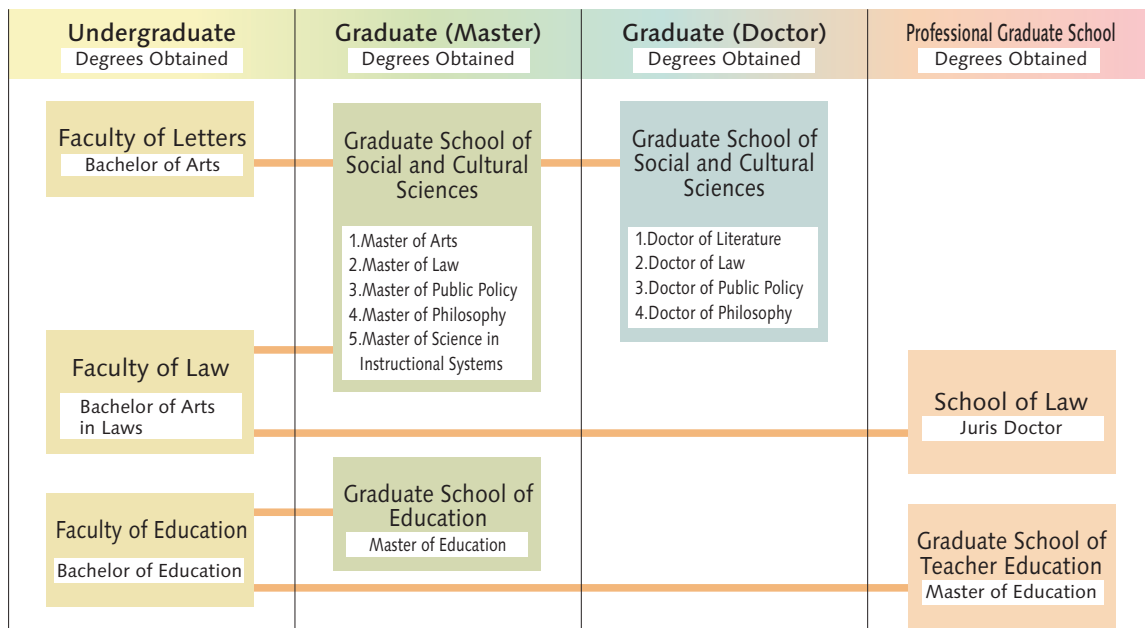 Undergraduate
Degrees Obtained
Graduate (Master)
Degrees Obtained
Graduate (Doctor)
Degrees Obtained
Professional Graduate School
Degrees Obtained
Faculty of Letters
Bachelor of Arts
Graduate School of
Social and Cultural
Sciences
1.Master of Arts
2.Master of Law
3.Master of Public Policy
4.Master of Philosophy
5.Master of Science in
Instructional Systems
Graduate School of
Social and Cultural
Sciences
1.Doctor of Literature
2.Doctor of Law
3.Doctor of Public Policy
4.Doctor of Philosophy
Faculty of Law
Bachelor of Arts
in Laws
School of Law
Juris Doctor
Faculty of Education
Bachelor of Education
Graduate School of
Education
Master of Education
Graduate School of
Teacher Education
Master of Education